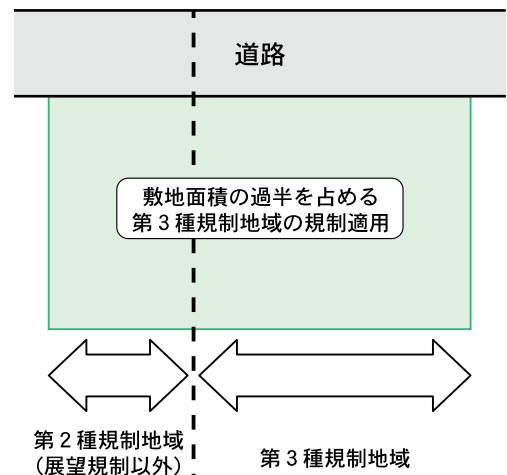 道路
敷地面積の過半を占める
第3種規制地域の規制適用
第2種規制地域
(展望規制以外)
第3種規制地域